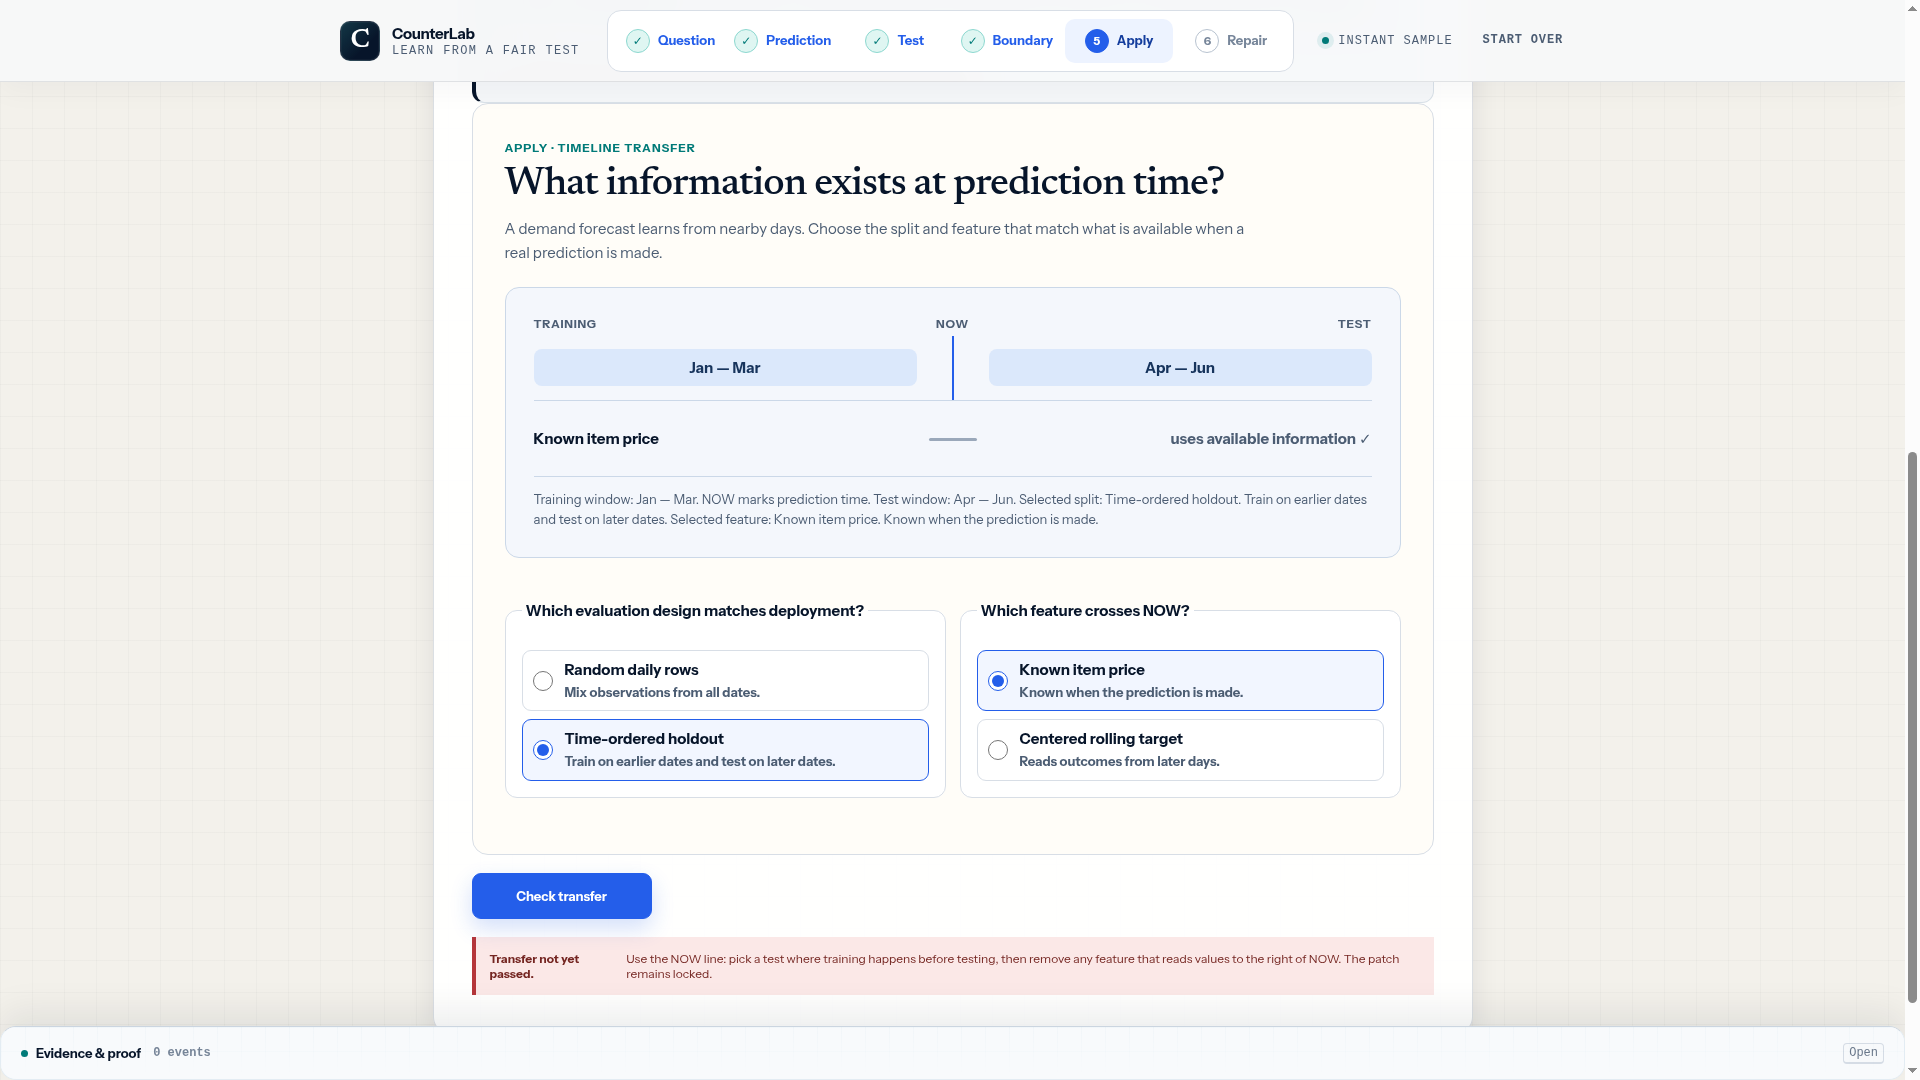 C
CounterLab
LEARN FROM A FAIR TEST
✓ Question
✓ Prediction
✓ Test
✓ Boundary
5 Apply
6 Repair
INSTANT SAMPLE
START OVER
APPLY · TIMELINE TRANSFER
What information exists at prediction time?
A demand forecast learns from nearby days. Choose the split and feature that match what is available when a
real prediction is made.
TRAINING NOW TEST
Jan — Mar Apr — Jun
Known item price uses available information ✓
Training window: Jan — Mar. NOW marks prediction time. Test window: Apr — Jun. Selected split: Time-ordered holdout. Train on earlier dates
and test on later dates. Selected feature: Known item price. Known when the prediction is made.
Which evaluation design matches deployment?
Random daily rows
Mix observations from all dates.
Time-ordered holdout
Train on earlier dates and test on later dates.
Which feature crosses NOW?
Known item price
Known when the prediction is made.
Centered rolling target
Reads outcomes from later days.
Check transfer
Transfer not yet
passed.
Use the NOW line: pick a test where training happens before testing, then remove any feature that reads values to the right of NOW. The patch
remains locked.
Evidence & proof 0 events
Open